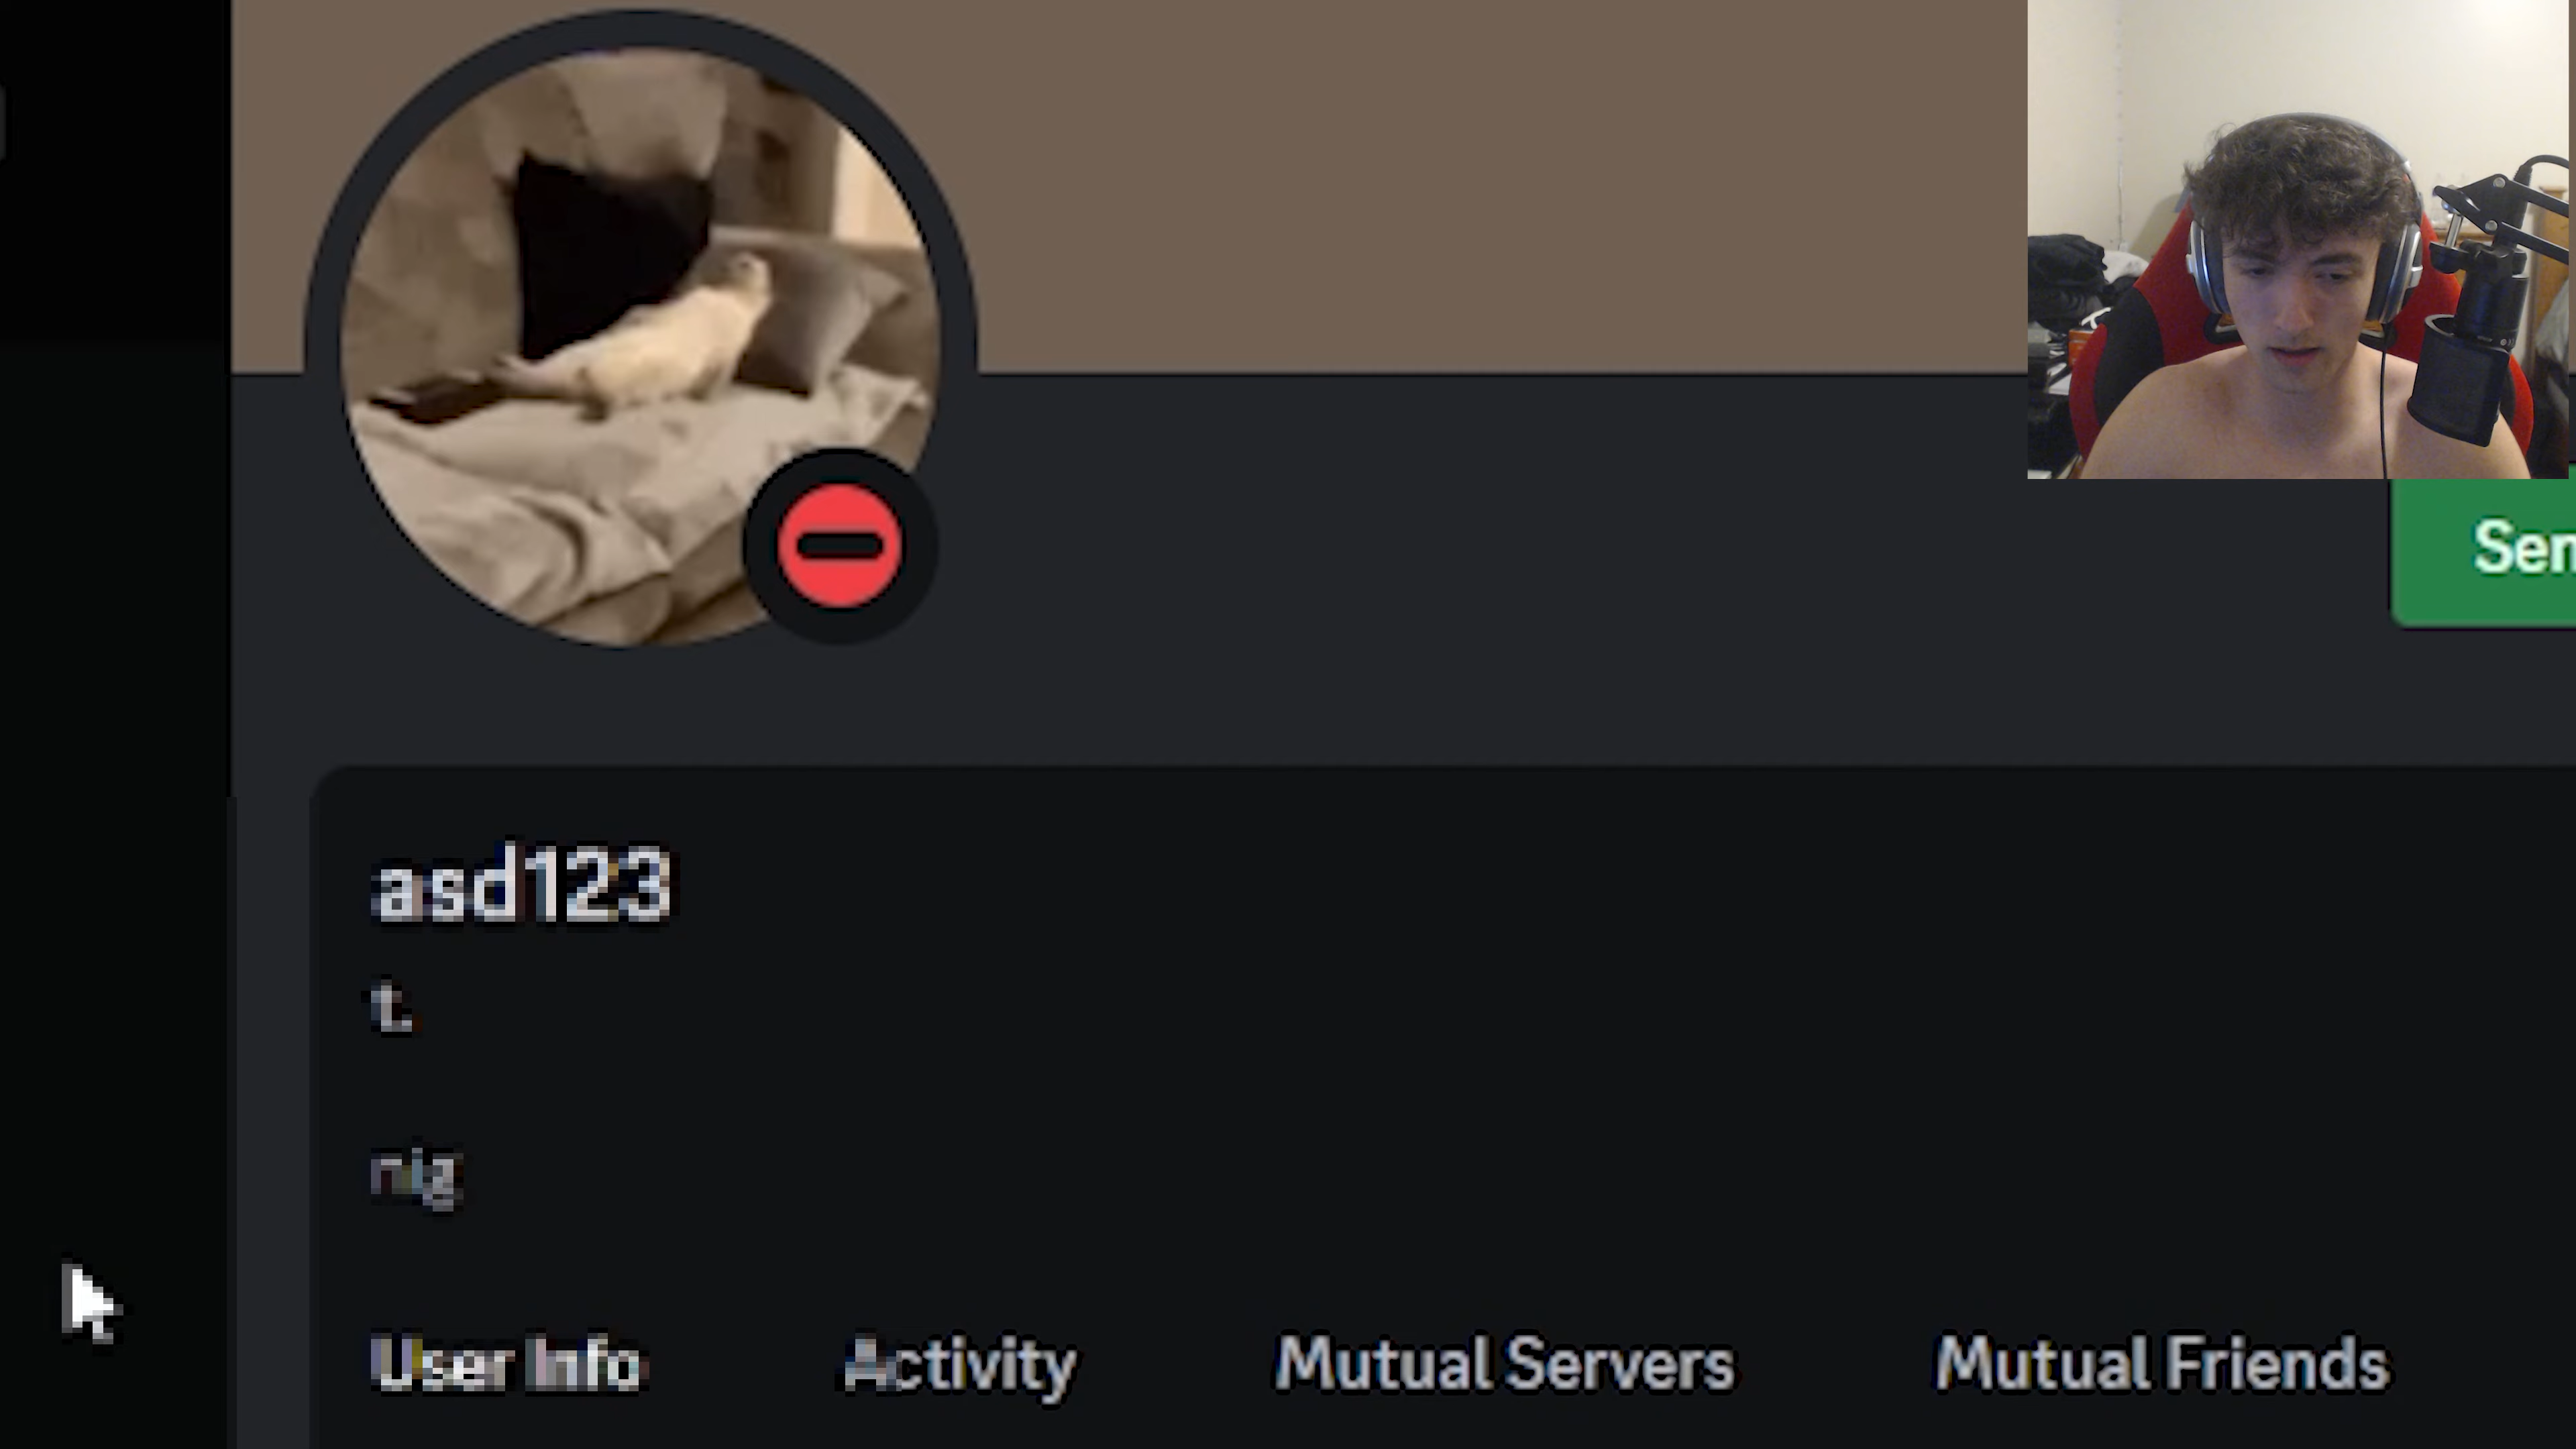 Sen
asd123
t.
nig
User Info Activity Mutual Servers Mutual Friends